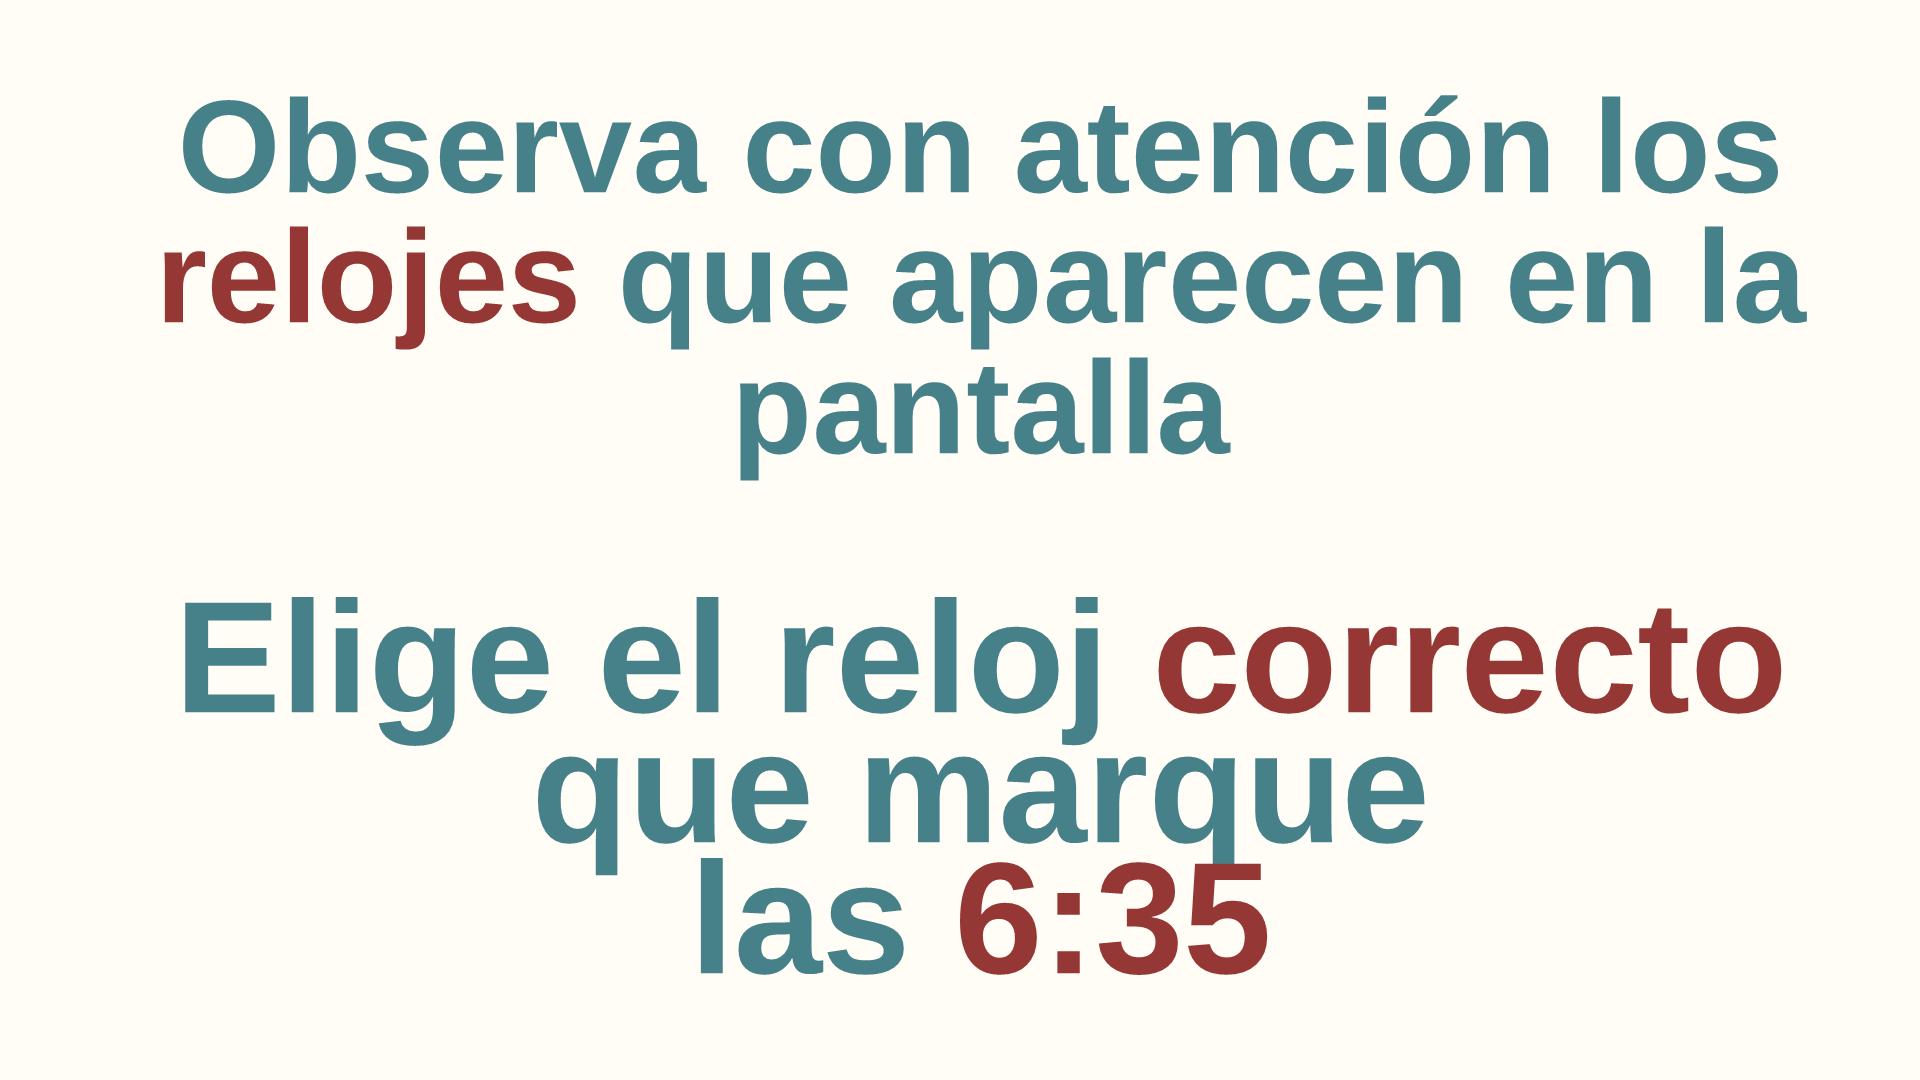 Observa con atención los
relojes que aparecen en la
pantalla
Elige el reloj correcto
que marque
las 6:35